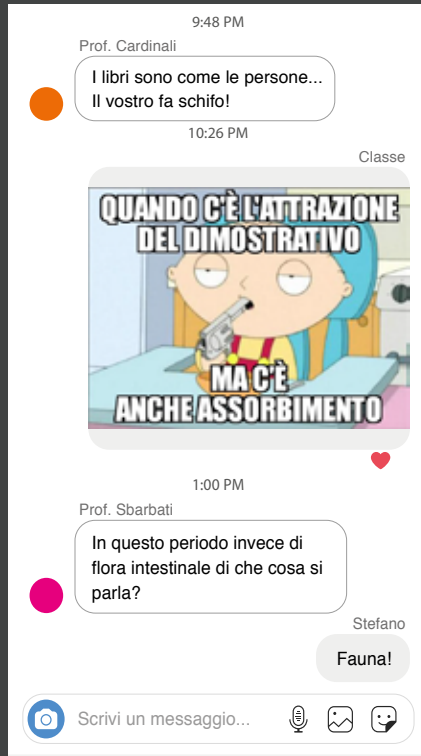 9:48 PM
Prof. Cardinali
I libri sono come le persone...
Il vostro fa schifo!
10:26 PM
Classe
QUANDO C'È L'ATTRAZIONE
DEL DIMOSTRATIVO
MA C'È
ANCHE ASSORBIMENTO
1:00 PM
Prof. Sbarbati
In questo periodo invece di
flora intestinale di che cosa si
parla?
Stefano
Fauna!
Scrivi un messaggio...